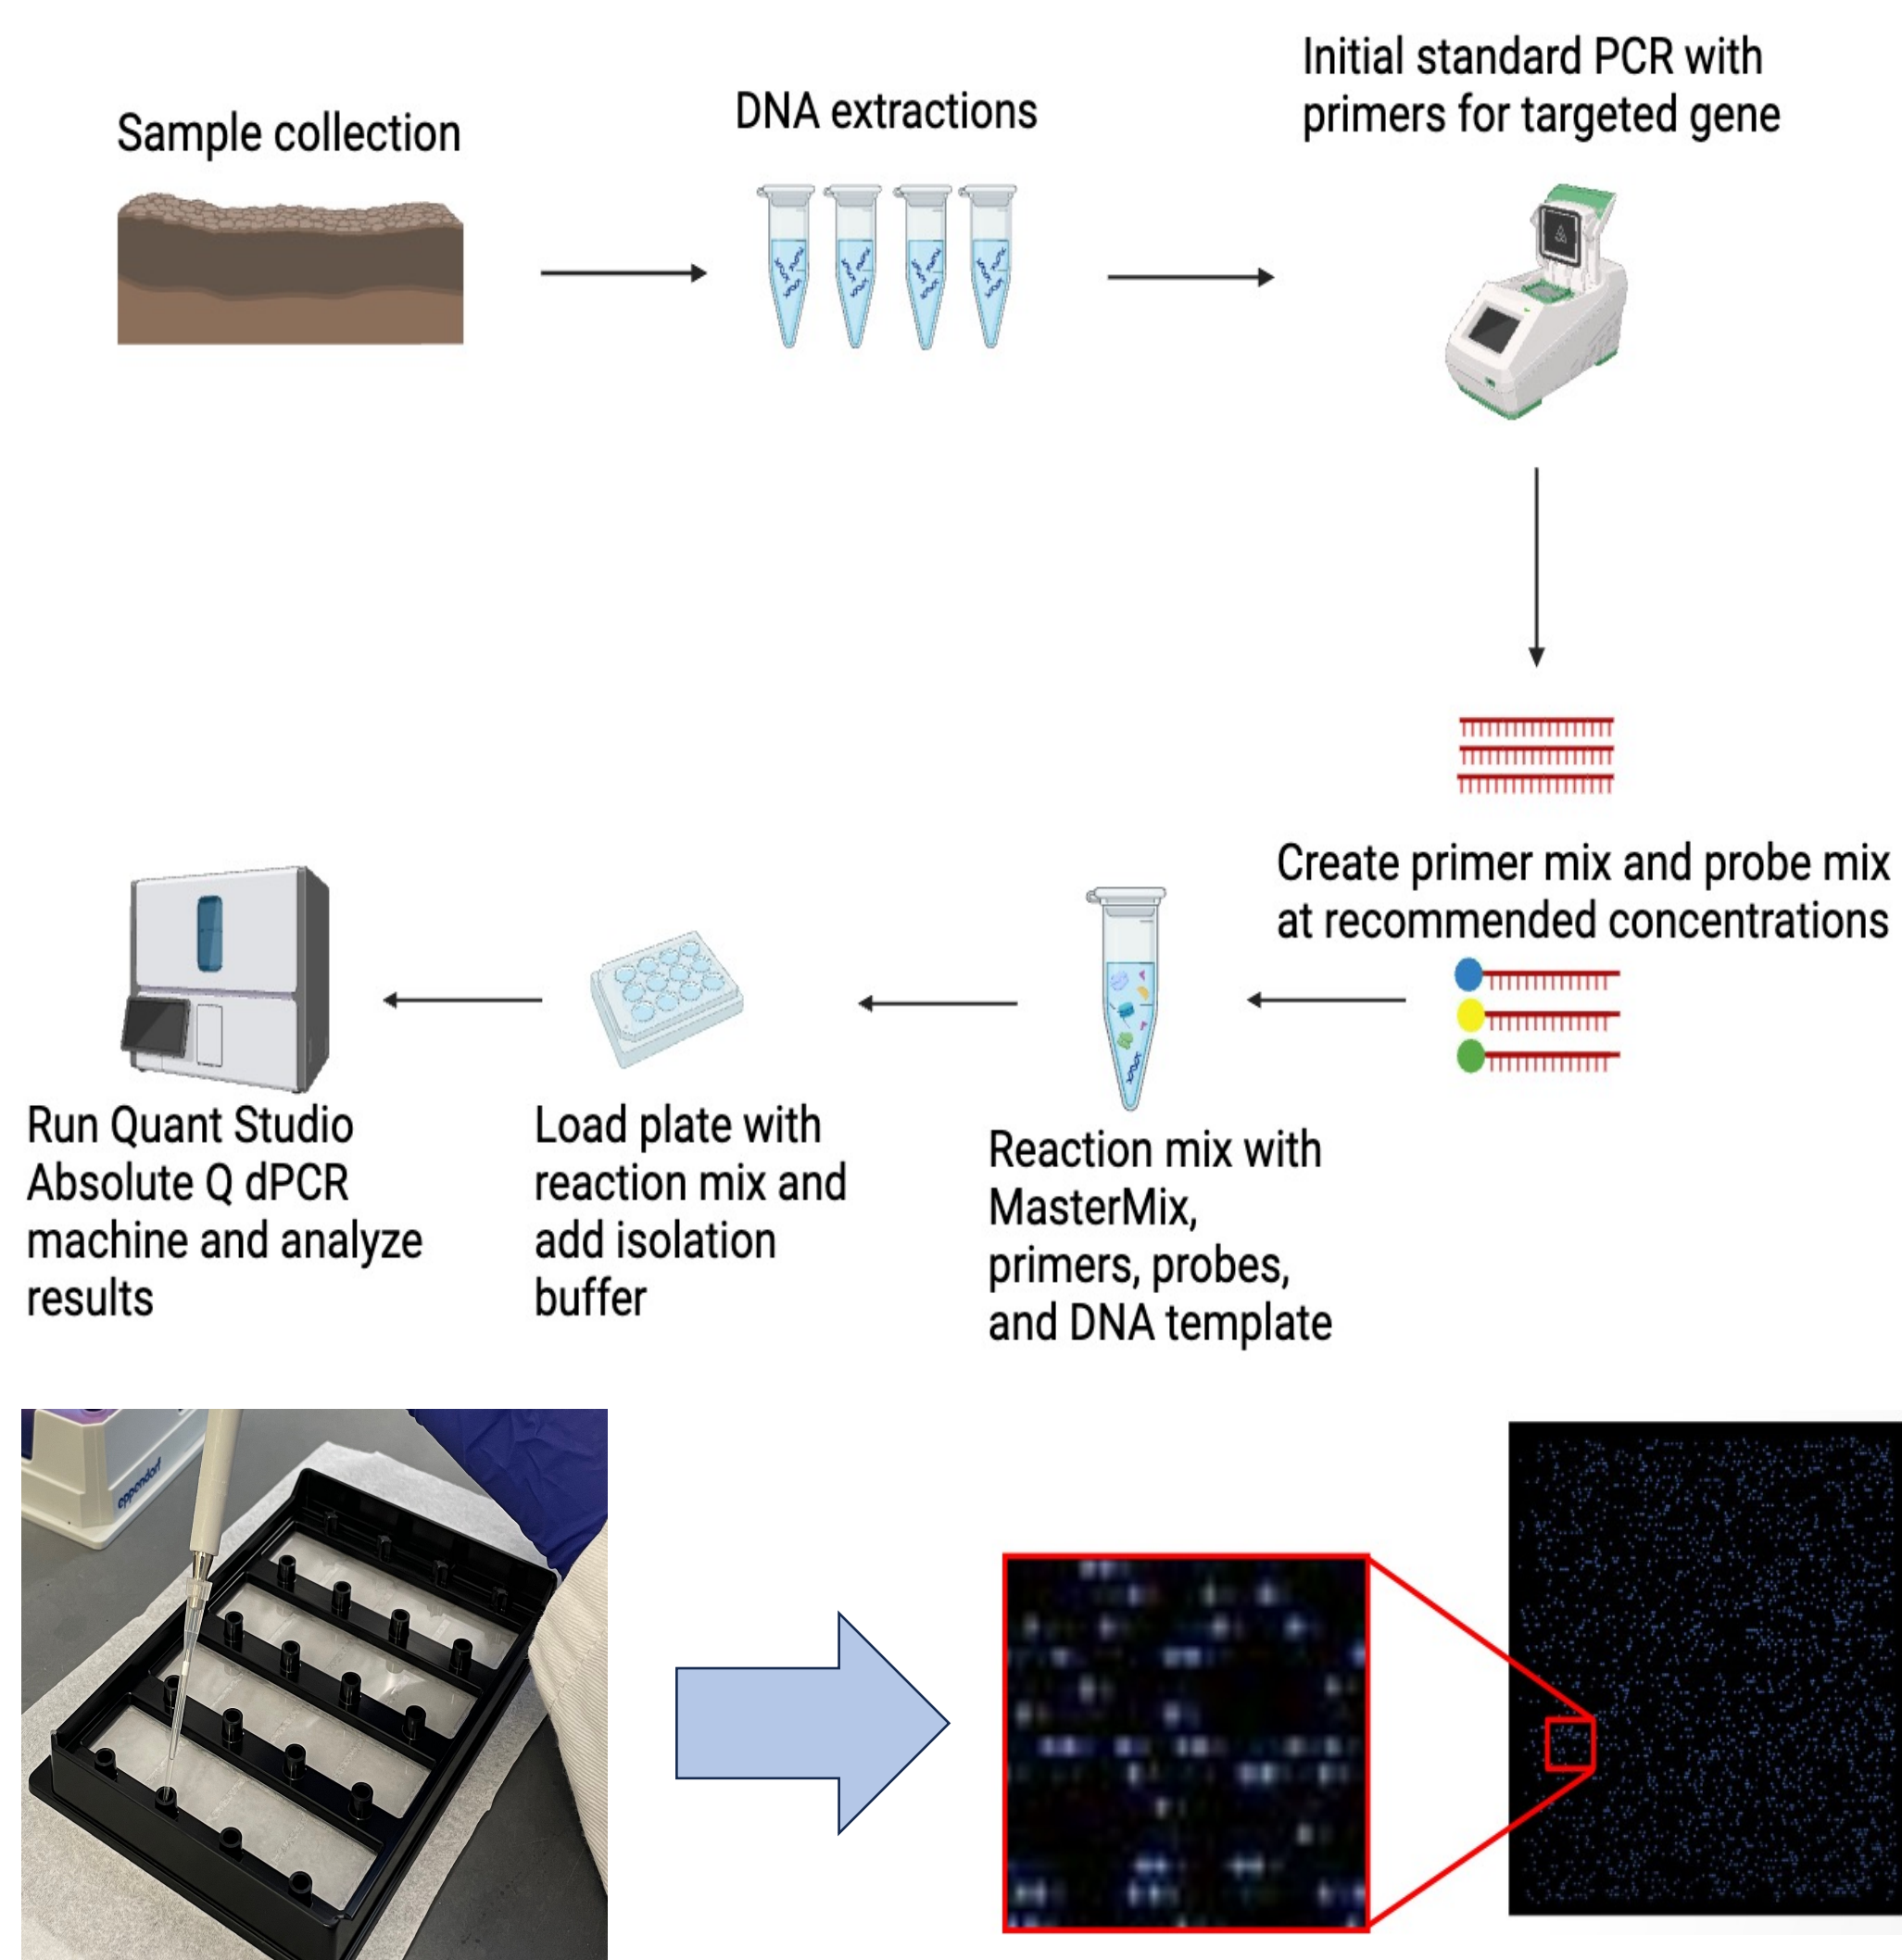 Sample collection
DNA extractions
Initial standard PCR with
primers for targeted gene
Create primer mix and probe mix
at recommended concentrations
Reaction mix with
MasterMix,
primers, probes,
and DNA template
Load plate with
reaction mix and
add isolation
buffer
Run Quant Studio
Absolute Q dPCR
machine and analyze
results
eppendorf